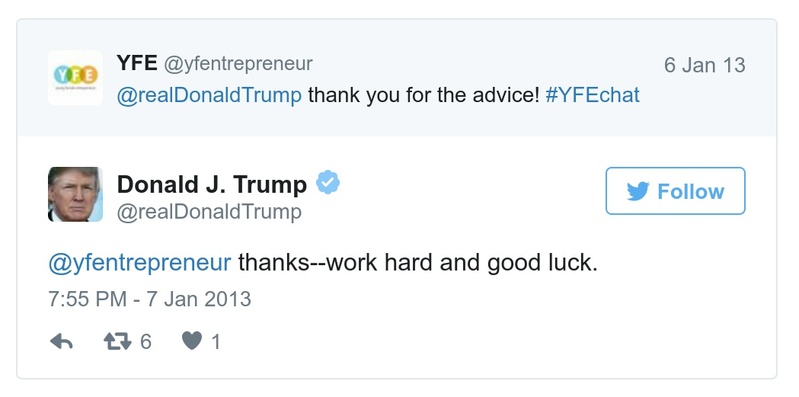 YFE @yfentrepreneur 6 Jan 13
@realDonaldTrump thank you for the advice! #YFEchat
YFE
Donald J. Trump
@realDonaldTrump
Follow
@yfentrepreneur thanks--work hard and good luck.
7:55 PM - 7 Jan 2013
6 1